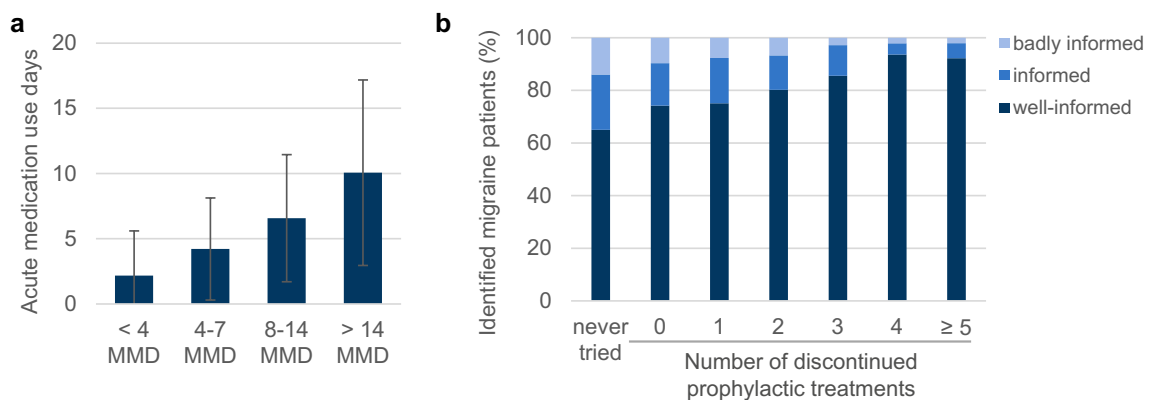 a
Acute medication use days
20
15
10
5
0
< 4 MMD
4-7 MMD
8-14 MMD
> 14 MMD
b
Identified migraine patients (%)
100
80
60
40
20
0
never tried
0
1
2
3
4
≥ 5
Number of discontinued
prophylactic treatments
badly informed
informed
well-informed